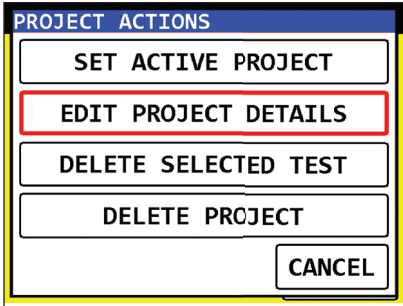 PROJECT ACTIONS
SET ACTIVE PROJECT
EDIT PROJECT DETAILS
DELETE SELECTED TEST
DELETE PROJECT
CANCEL